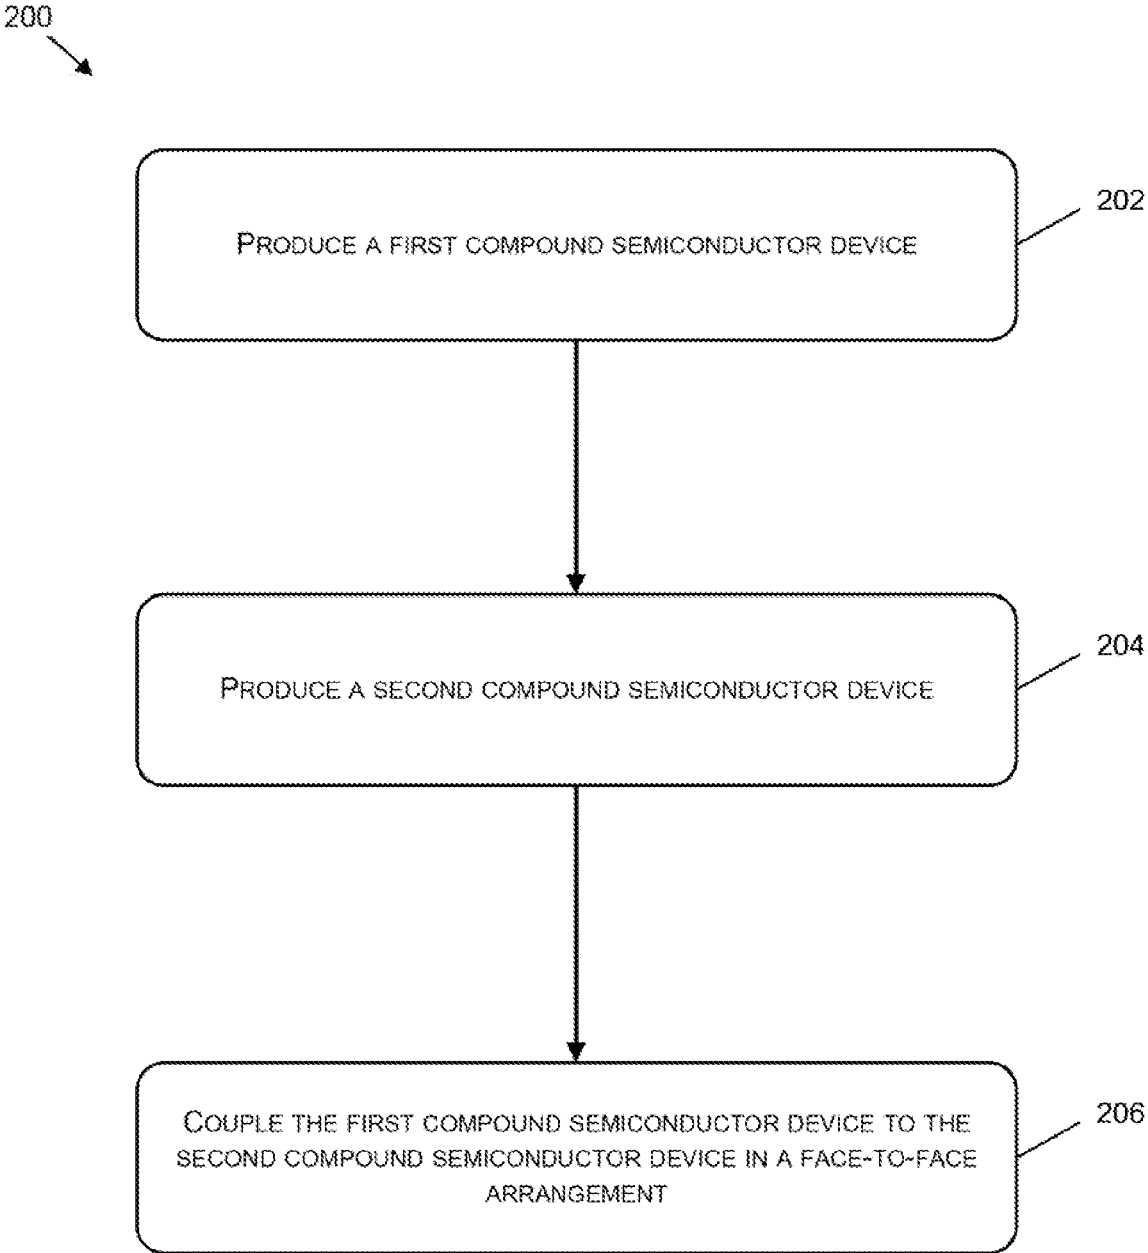 200
PRODUCE A FIRST COMPOUND SEMICONDUCTOR DEVICE
202
PRODUCE A SECOND COMPOUND SEMICONDUCTOR DEVICE
204
COUPLE THE FIRST COMPOUND SEMICONDUCTOR DEVICE TO THE
SECOND COMPOUND SEMICONDUCTOR DEVICE IN A FACE-TO-FACE
ARRANGEMENT
206